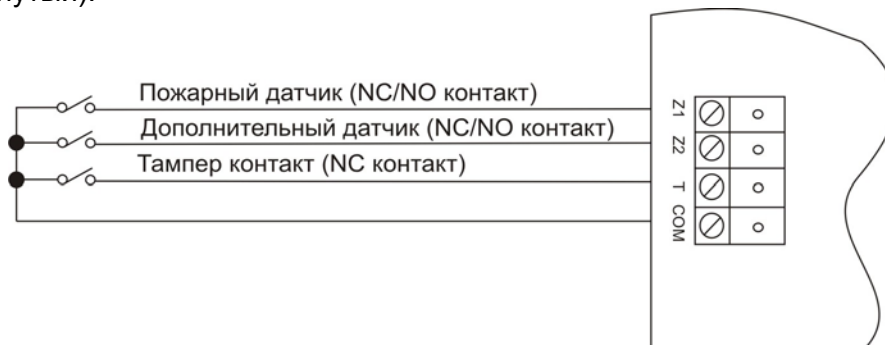 Пожарный датчик (NC/NO контакт)
Дополнительный датчик (NC/NO контакт)
Тампер контакт (NC контакт)
Z1
Z2
T
COM